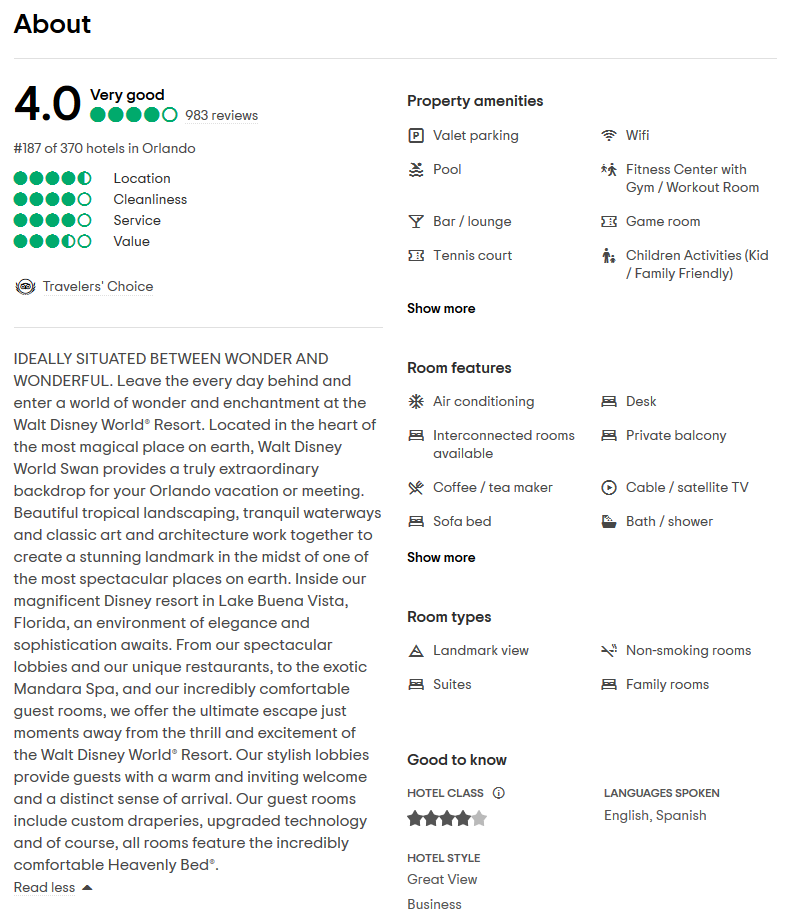 About
4.0
Very good
983 reviews
#187 of 370 hotels in Orlando
Location
Cleanliness
Service
Value
Travelers' Choice
IDEALLY SITUATED BETWEEN WONDER AND
WONDERFUL. Leave the every day behind and
enter a world of wonder and enchantment at the
Walt Disney World® Resort. Located in the heart of
the most magical place on earth, Walt Disney
World Swan provides a truly extraordinary
backdrop for your Orlando vacation or meeting.
Beautiful tropical landscaping, tranquil waterways
and classic art and architecture work together to
create a stunning landmark in the midst of one of
the most spectacular places on earth. Inside our
magnificent Disney resort in Lake Buena Vista,
Florida, an environment of elegance and
sophistication awaits. From our spectacular
lobbies and our unique restaurants, to the exotic
Mandara Spa, and our incredibly comfortable
guest rooms, we offer the ultimate escape just
moments away from the thrill and excitement of
the Walt Disney World® Resort. Our stylish lobbies
provide guests with a warm and inviting welcome
and a distinct sense of arrival. Our guest rooms
include custom draperies, upgraded technology
and of course, all rooms feature the incredibly
comfortable Heavenly Bed®.
Read less
Property amenities
Valet parking
Wifi
Pool
Fitness Center with
Gym / Workout Room
Bar / lounge
Game room
Tennis court
Children Activities (Kid
/ Family Friendly)
Show more
Room features
Air conditioning
Desk
Interconnected rooms
available
Private balcony
Coffee / tea maker
Cable / satellite TV
Sofa bed
Bath / shower
Show more
Room types
Landmark view
Non-smoking rooms
Suites
Family rooms
Good to know
HOTEL CLASS
LANGUAGES SPOKEN
English, Spanish
HOTEL STYLE
Great View
Business